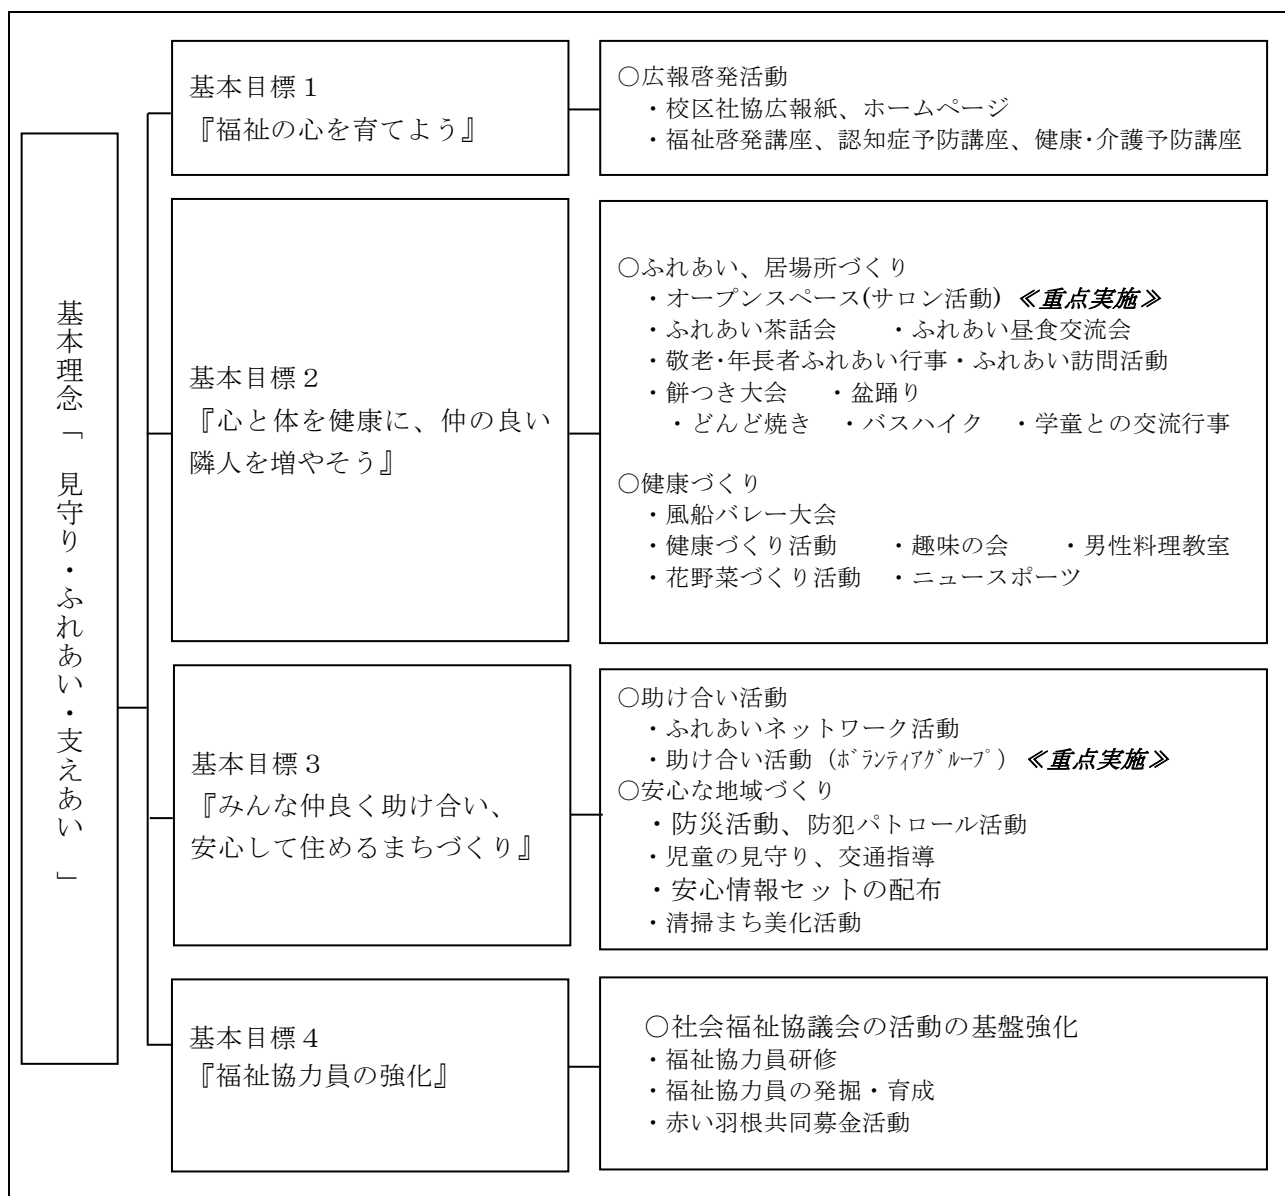 基本理念「 見守り・ふれあい・支えあい 」
基本目標１
『福祉の心を育てよう』
○広報啓発活動
・校区社協広報紙、ホームページ
・福祉啓発講座、認知症予防講座、健康･介護予防講座
基本目標２
『心と体を健康に、仲の良い
隣人を増やそう』
○ふれあい、居場所づくり
・オープンスペース(サロン活動) ≪重点実施≫
・ふれあい茶話会 ・ふれあい昼食交流会
・敬老･年長者ふれあい行事・ふれあい訪問活動
・餅つき大会 ・盆踊り
・どんど焼き ・バスハイク ・学童との交流行事
○健康づくり
・風船バレー大会
・健康づくり活動 ・趣味の会 ・男性料理教室
・花野菜づくり活動 ・ニュースポーツ
基本目標３
『みんな仲良く助け合い、
安心して住めるまちづくり』
○助け合い活動
・ふれあいネットワーク活動
・助け合い活動（ﾎﾞﾗﾝﾃｨｱｸﾞﾙｰﾌﾟ）≪重点実施≫
○安心な地域づくり
・防災活動、防犯パトロール活動
・児童の見守り、交通指導
・安心情報セットの配布
・清掃まち美化活動
基本目標４
『福祉協力員の強化』
○社会福祉協議会の活動の基盤強化
・福祉協力員研修
・福祉協力員の発掘・育成
・赤い羽根共同募金活動